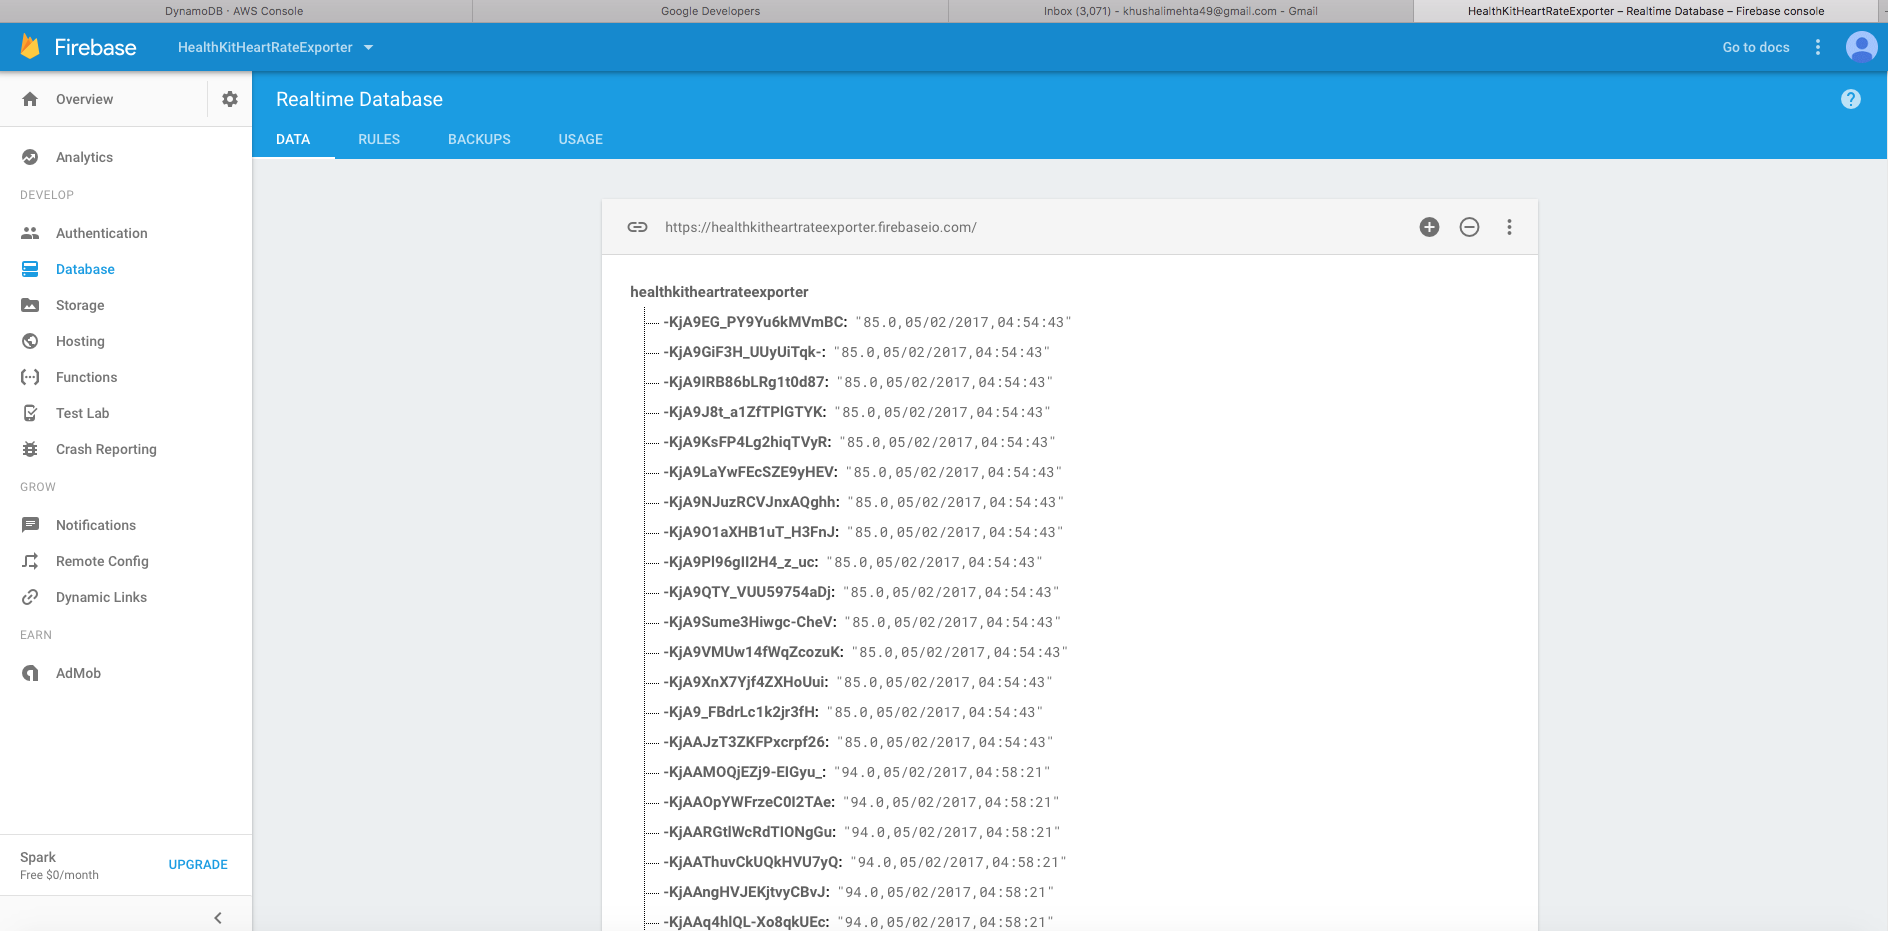 DynamoDB · AWS Console
Google Developers
Inbox (3,071) - khushalimehta49@gmail.com - Gmail
HealthKitHeartRateExporter – Realtime Database – Firebase console
Firebase
HealthKitHeartRateExporter
Go to docs
Overview
Realtime Database
?
DATA
RULES
BACKUPS
USAGE
Analytics
DEVELOP
Authentication
Database
Storage
Hosting
Functions
Test Lab
Crash Reporting
GROW
Notifications
Remote Config
Dynamic Links
EARN
AdMob
Spark
Free $0/month
UPGRADE
https://healthkitheartrateexporter.firebaseio.com/
healthkitheartrateexporter
-KjA9EG_PY9Yu6kMVmBC: "85.0,05/02/2017,04:54:43"
-KjA9GiF3H_UUyUiTqk-: "85.0,05/02/2017,04:54:43"
-KjA9IRB86bLRg1t0d87: "85.0,05/02/2017,04:54:43"
-KjA9J8t_a1ZfTPlGTYK: "85.0,05/02/2017,04:54:43"
-KjA9KsFP4Lg2hiqTVyR: "85.0,05/02/2017,04:54:43"
-KjA9LaYwFEcSZE9yHEV: "85.0,05/02/2017,04:54:43"
-KjA9NJuzRCVJnxAQghh: "85.0,05/02/2017,04:54:43"
-KjA9O1aXHB1uT_H3FnJ: "85.0,05/02/2017,04:54:43"
-KjA9Pl96gIl2H4_z_uc: "85.0,05/02/2017,04:54:43"
-KjA9QTY_VUU59754aDj: "85.0,05/02/2017,04:54:43"
-KjA9Sume3Hiwgc-CheV: "85.0,05/02/2017,04:54:43"
-KjA9VMUw14fWqZcozuK: "85.0,05/02/2017,04:54:43"
-KjA9XnX7Yjf4ZXHoUui: "85.0,05/02/2017,04:54:43"
-KjA9_FBdrLc1k2jr3fH: "85.0,05/02/2017,04:54:43"
-KjAAJzT3ZKFPxcrpf26: "85.0,05/02/2017,04:54:43"
-KjAAMOQjEZj9-EIGyu_: "94.0,05/02/2017,04:58:21"
-KjAAOpYWFrzeC0I2TAe: "94.0,05/02/2017,04:58:21"
-KjAARGtlWcRdTIONgGu: "94.0,05/02/2017,04:58:21"
-KjAAThuvCkUQkHVU7yQ: "94.0,05/02/2017,04:58:21"
-KjAAngHVJEKjtvyCBvJ: "94.0,05/02/2017,04:58:21"
-KjAAq4hlQL-Xo8qkUEc: "94.0,05/02/2017,04:58:21"